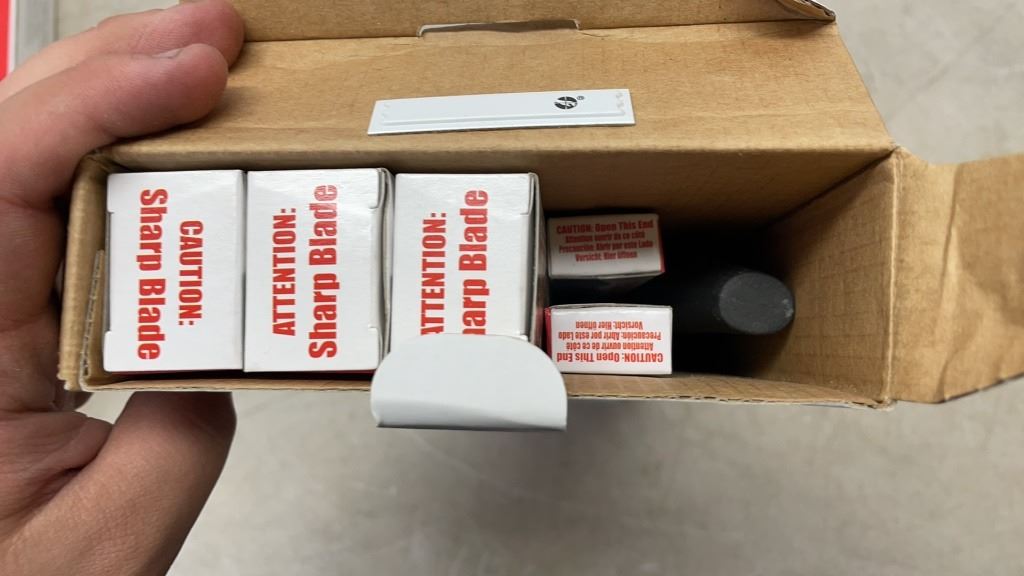 CAUTION:
Sharp Blade
ATTENTION:
Sharp Blade
ATTENTION:
arp Blade
CAUTION: Open This End
Attention ouvrir de ce côté
Precaución: Abrir por este Lado
Vorsicht: Hier öffnen
CAUTION: Open This End
Attention ouvrir de ce côté
Precaución: Abrir por este Lado
Vorsicht: Hier öffnen